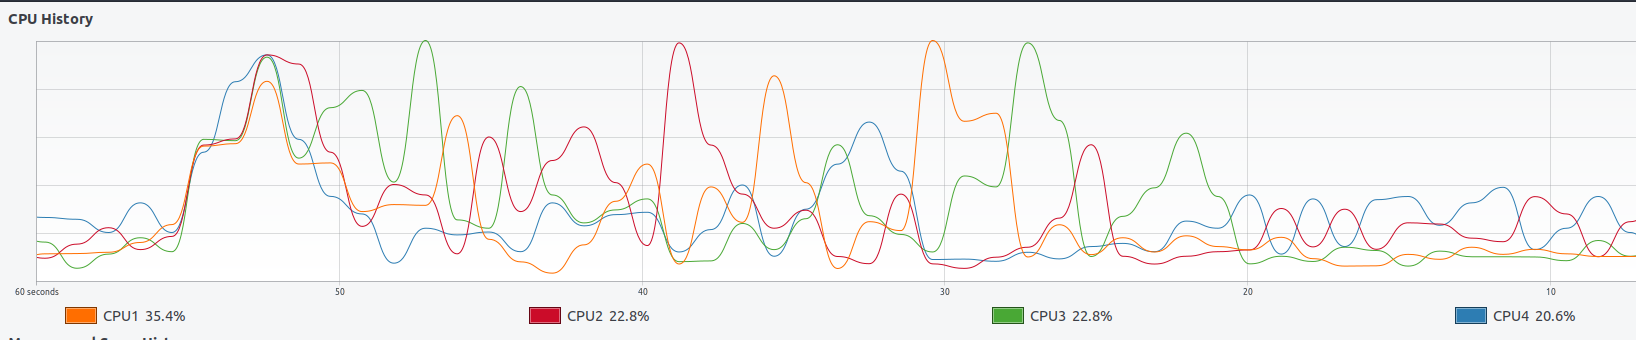 CPU History
60 seconds 50 40 30 20 10
CPU1 35.4% CPU2 22.8% CPU3 22.8% CPU4 20.6%